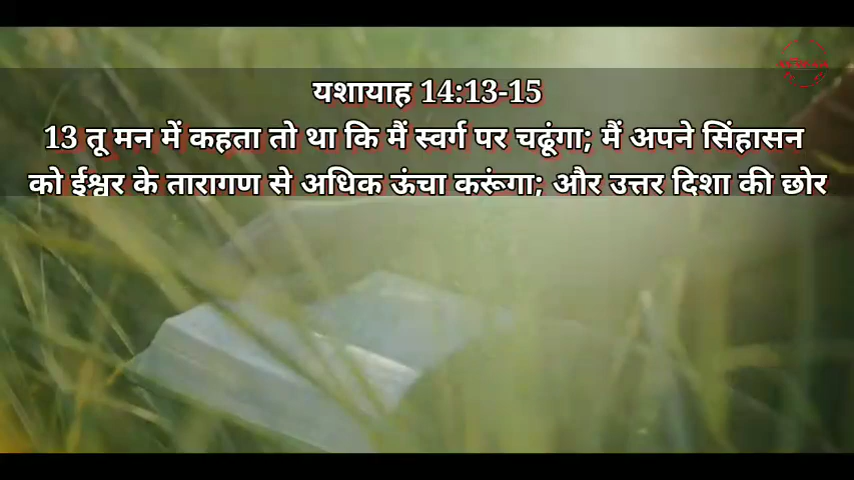 यशायाह 14:13-15
13 तू मन में कहता तो था कि मैं स्वर्ग पर चढूंगा; मैं अपने सिंहासन
को ईश्वर के तारागण से अधिक ऊंचा करूंगा; और उत्तर दिशा की छोर